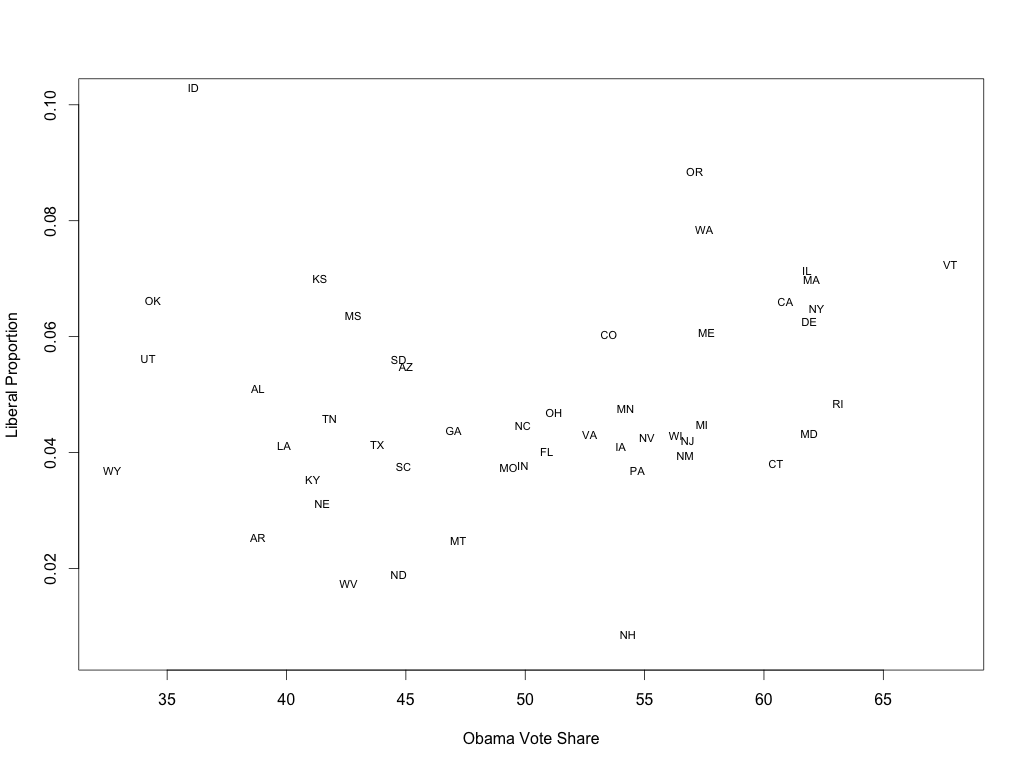 0.10
0.08
0.06
0.04
0.02
Liberal Proportion
ID
OR
WA
VT
IL
KS
MA
OK
CA
NY
MS
DE
CO
ME
UT
SD
AZ
AL
RI
MN
OH
TN
MI
NC
GA
VA
MD
WI
NV
NJ
TX
LA
IA
FL
NM
CT
IN
MO
SC
WY
PA
KY
NE
MT
AR
ND
WV
NH
35 40 45 50 55 60 65
Obama Vote Share